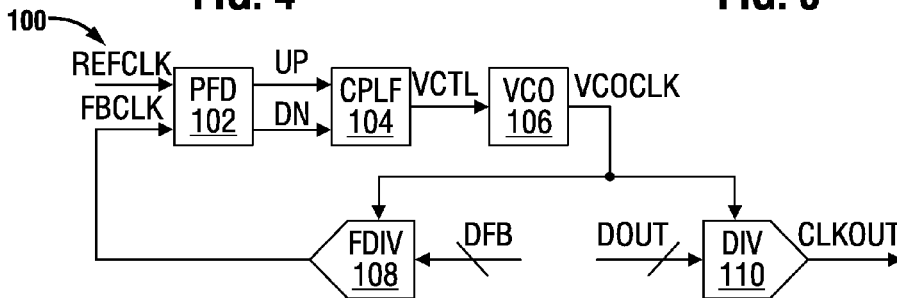 100
REFCLK
FBCLK
PFD
102
UP
DN
CPLF
104
VCTL
VCO
106
VCOCLK
FDIV
108
DFB
DOUT
DIV
110
CLKOUT